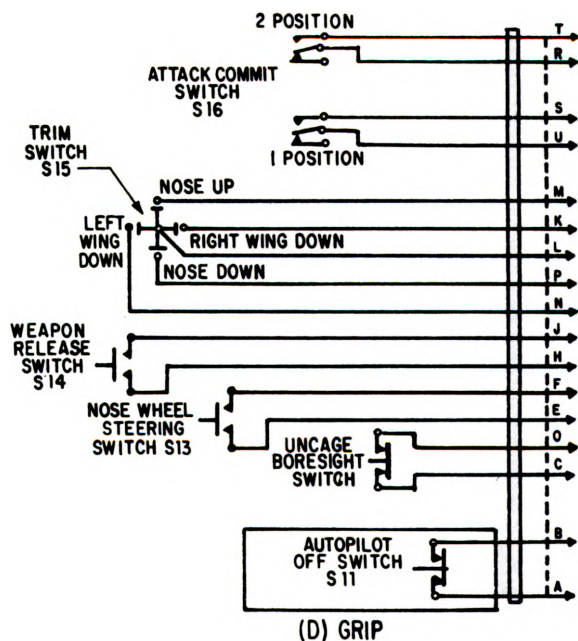 2 POSITION
T
R
ATTACK COMMIT
SWITCH
S16
S
U
TRIM
SWITCH
S15
1 POSITION
NOSE UP
M
K
LEFT
WING
DOWN
RIGHT WING DOWN
L
NOSE DOWN
P
N
WEAPON
RELEASE
SWITCH
S14
J
H
F
NOSE WHEEL
STEERING
SWITCH S13
E
UNCAGE
BORESIGHT
SWITCH
O
C
B
AUTOPILOT
OFF SWITCH
S11
A
(D) GRIP